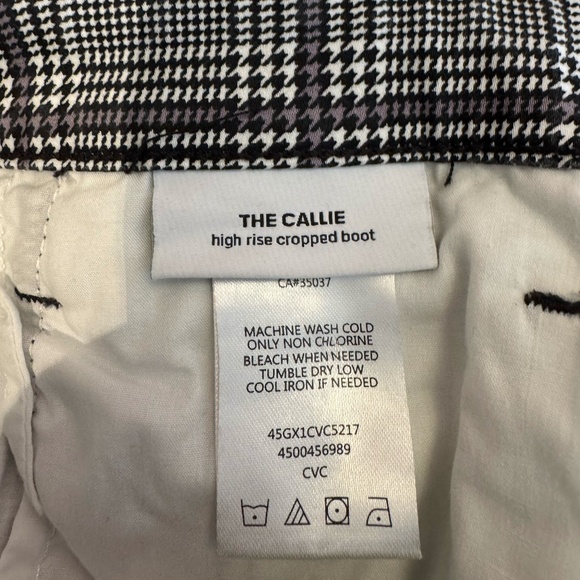 THE CALLIE
high rise cropped boot
CA#35037
MACHINE WASH COLD
ONLY NON CHLORINE
BLEACH WHEN NEEDED
TUMBLE DRY LOW
COOL IRON IF NEEDED
45GX1CVC5217
4500456989
CVC